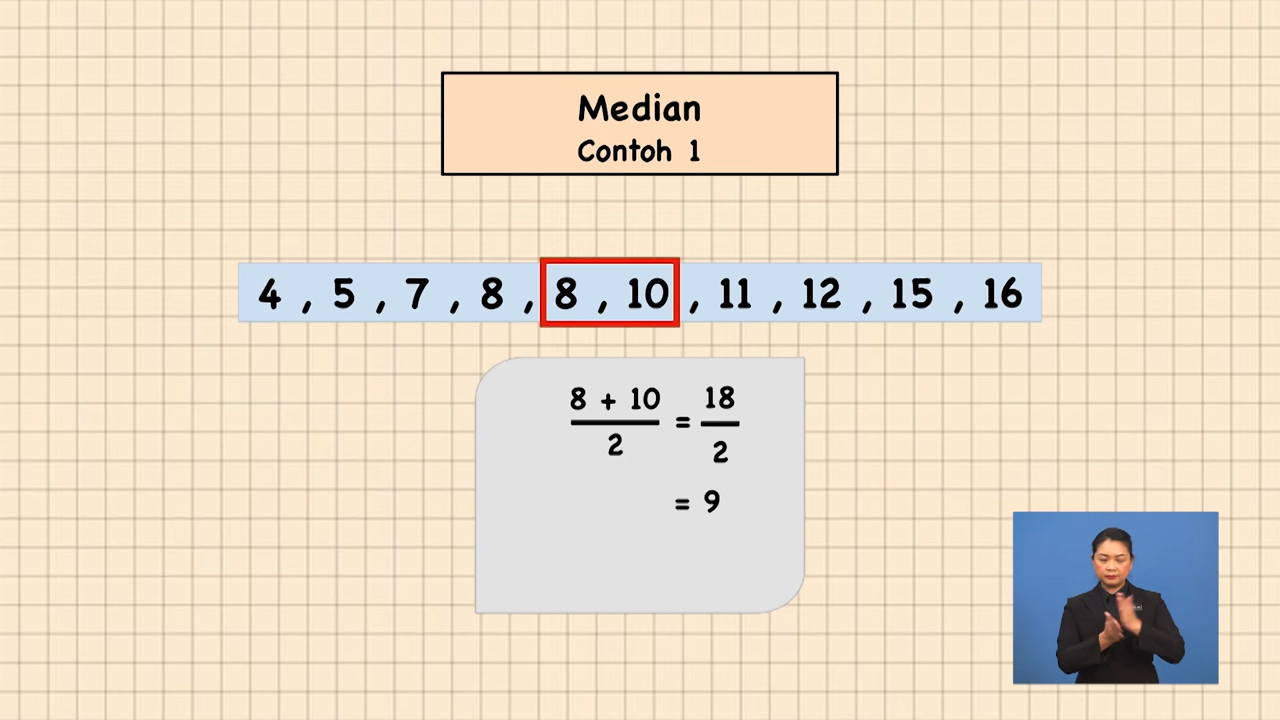 Median
Contoh 1
4 , 5 , 7 , 8 , 8 , 10 , 11 , 12 , 15 , 16
8 + 10 / 2 = 18 / 2
= 9